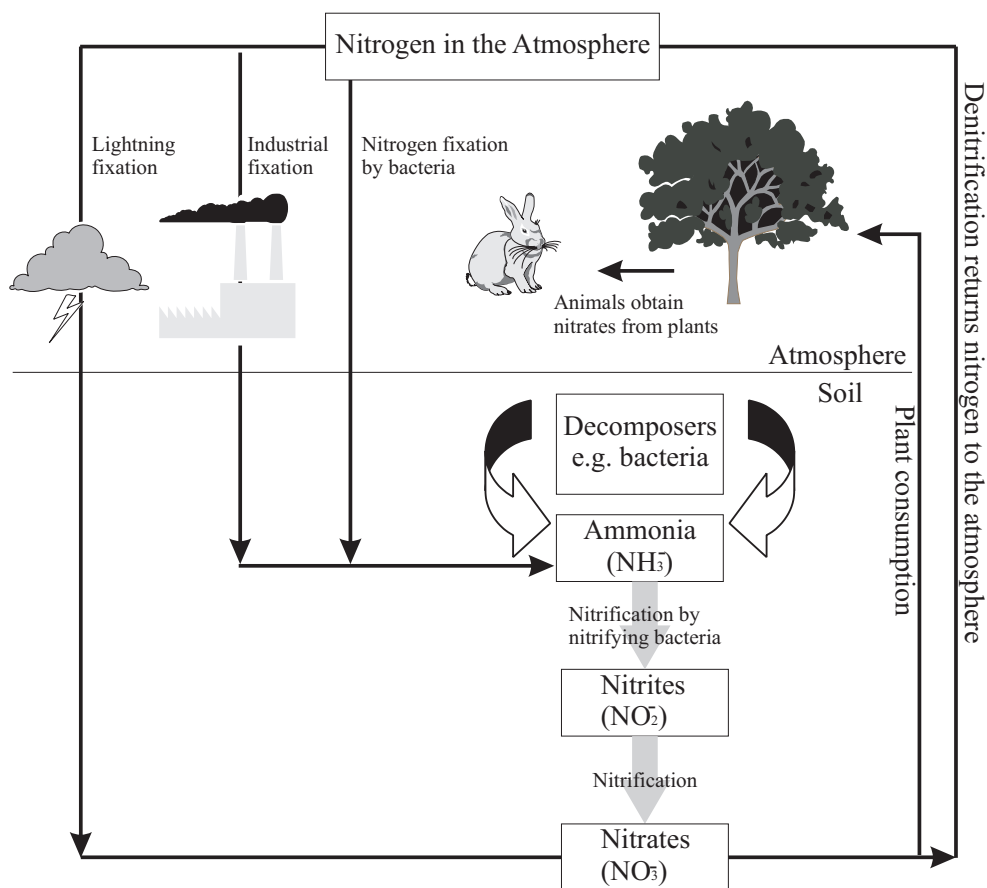 Nitrogen in the Atmosphere
Lightning
fixation
Industrial
fixation
Nitrogen fixation
by bacteria
Animals obtain
nitrates from plants
Atmosphere
Soil
Decomposers
e.g. bacteria
Ammonia
(NH₃⁻)
Nitrification by
nitrifying bacteria
Nitrites
(NO₂⁻)
Nitrification
Nitrates
(NO₃⁻)
Plant consumption
Denitrification returns nitrogen to the atmosphere